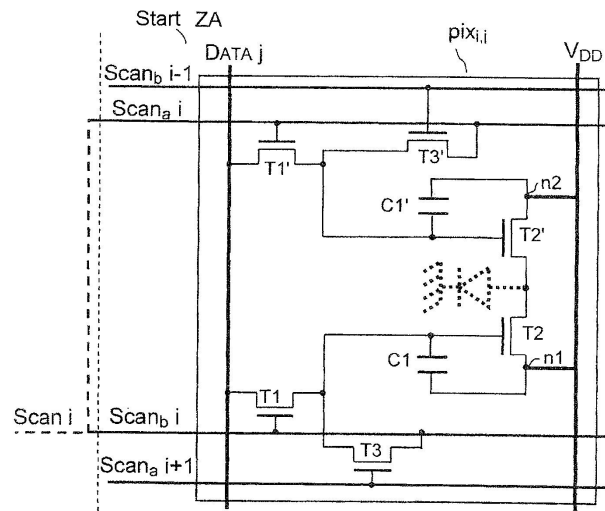 Start ZA
DATA j
pix i,i
VDD
Scanb i-1
Scana i
T1'
T3'
n2
C1'
T2'
T2
C1
n1
T1
Scan i
Scanb i
T3
Scana i+1